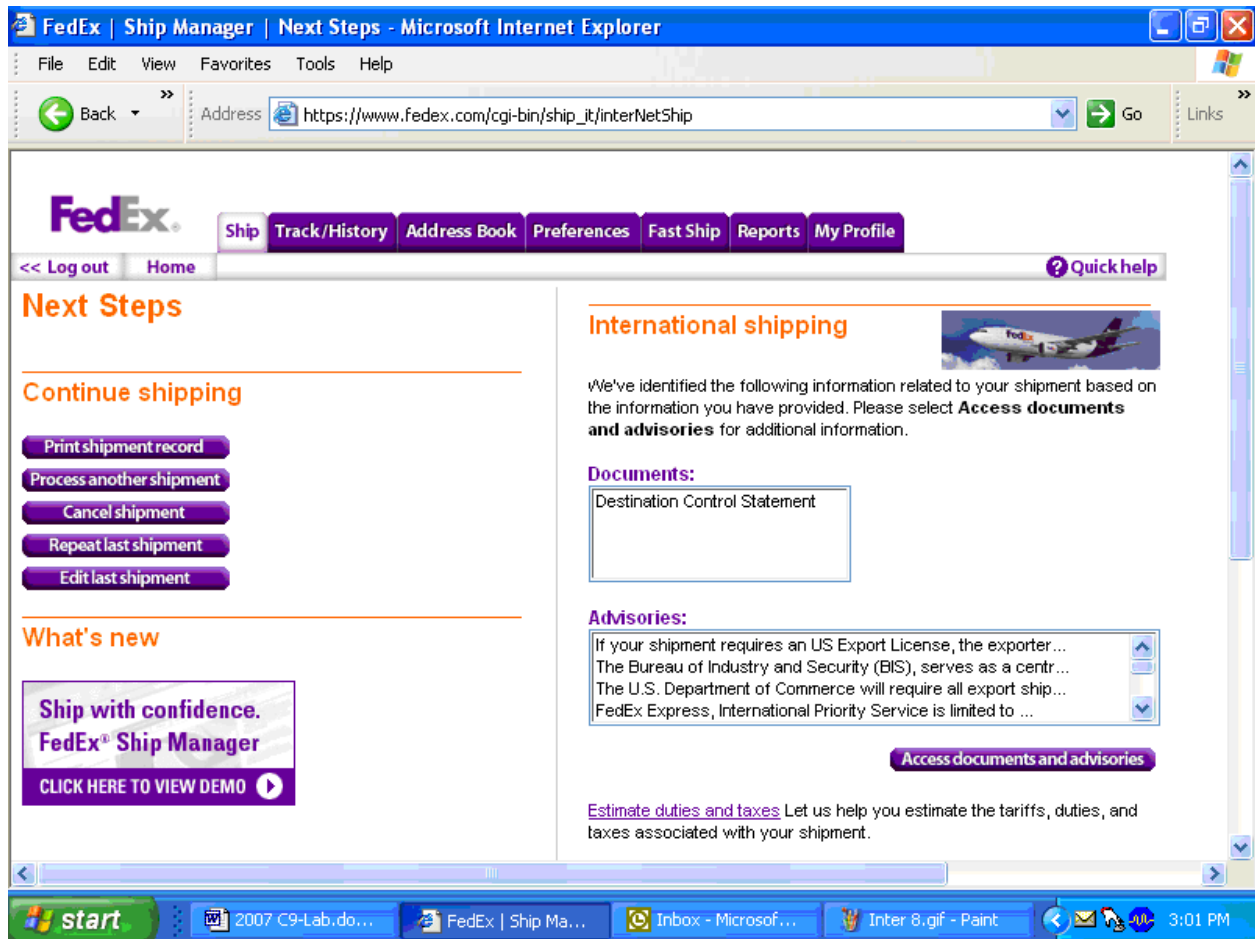 FedEx | Ship Manager | Next Steps - Microsoft Internet Explorer
File Edit View Favorites Tools Help
Back Address https://www.fedex.com/cgi-bin/ship_it/interNetShip Go Links
FedEx®
Ship Track/History Address Book Preferences Fast Ship Reports My Profile
<< Log out Home Quick help
Next Steps
Continue shipping
Print shipment record
Process another shipment
Cancel shipment
Repeat last shipment
Edit last shipment
What's new
Ship with confidence.
FedEx® Ship Manager
CLICK HERE TO VIEW DEMO
International shipping
FedEx
We've identified the following information related to your shipment based on
the information you have provided. Please select Access documents
and advisories for additional information.
Documents:
Destination Control Statement
Advisories:
If your shipment requires an US Export License, the exporter...
The Bureau of Industry and Security (BIS), serves as a centr...
The U.S. Department of Commerce will require all export ship...
FedEx Express, International Priority Service is limited to ...
Access documents and advisories
Estimate duties and taxes Let us help you estimate the tariffs, duties, and
taxes associated with your shipment.
start 2007 C9-Lab.do... FedEx | Ship Ma... Inbox - Microsof... Inter 8.gif - Paint 3:01 PM